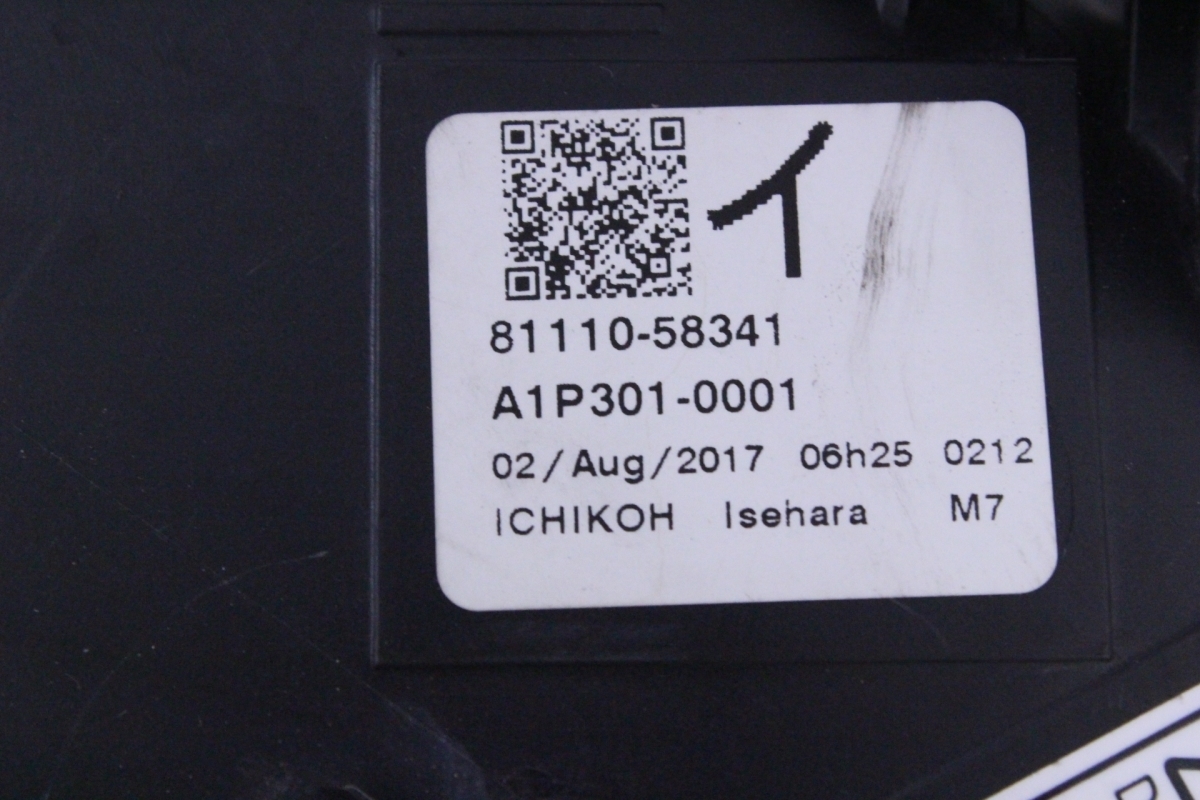 イ
81110-58341
A1P301-0001
02/Aug/2017 06h25 0212
ICHIKOH Isehara M7